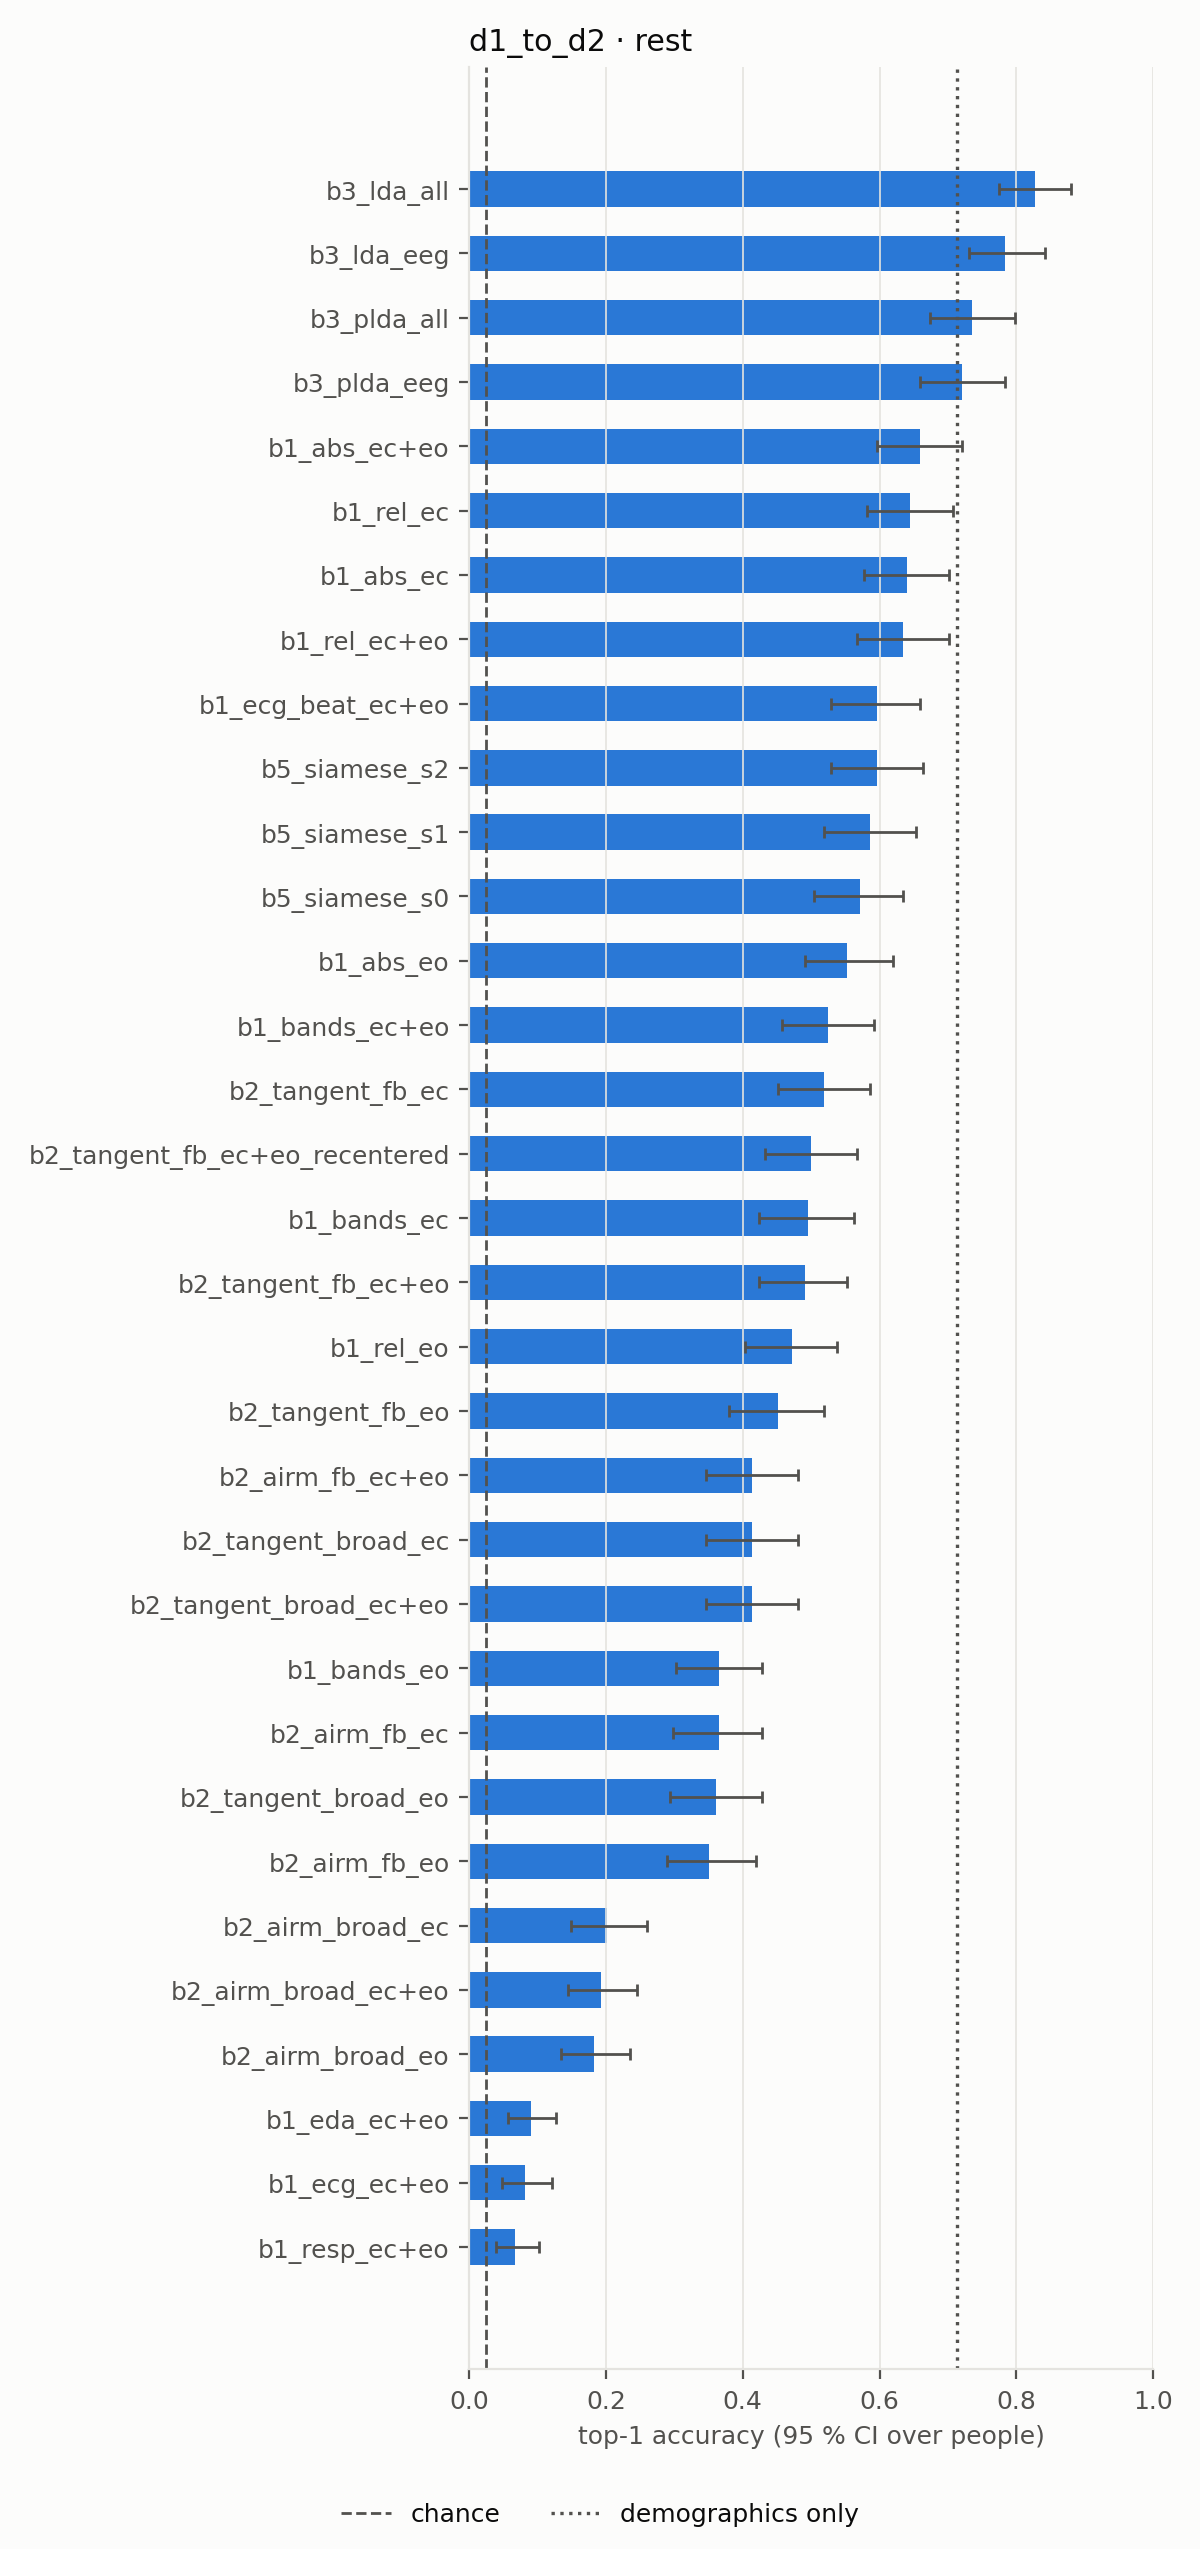 d1_to_d2 · rest
b3_lda_all
b3_lda_eeg
b3_plda_all
b3_plda_eeg
b1_abs_ec+eo
b1_rel_ec
b1_abs_ec
b1_rel_ec+eo
b1_ecg_beat_ec+eo
b5_siamese_s2
b5_siamese_s1
b5_siamese_s0
b1_abs_eo
b1_bands_ec+eo
b2_tangent_fb_ec
b2_tangent_fb_ec+eo_recentered
b1_bands_ec
b2_tangent_fb_ec+eo
b1_rel_eo
b2_tangent_fb_eo
b2_airm_fb_ec+eo
b2_tangent_broad_ec
b2_tangent_broad_ec+eo
b1_bands_eo
b2_airm_fb_ec
b2_tangent_broad_eo
b2_airm_fb_eo
b2_airm_broad_ec
b2_airm_broad_ec+eo
b2_airm_broad_eo
b1_eda_ec+eo
b1_ecg_ec+eo
b1_resp_ec+eo
0.0 0.2 0.4 0.6 0.8 1.0
top-1 accuracy (95 % CI over people)
chance demographics only